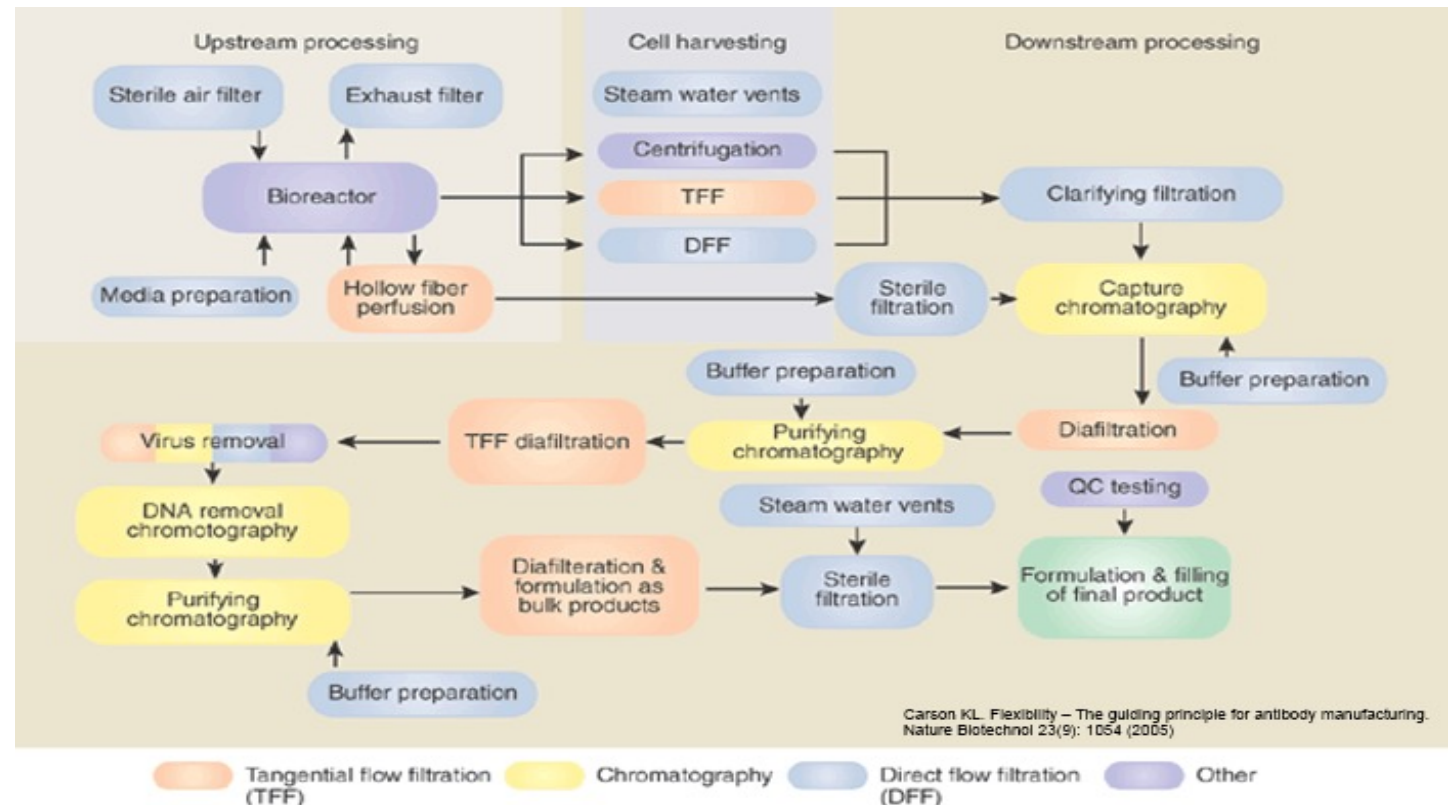 Upstream processing
Cell harvesting
Downstream processing
Sterile air filter
Exhaust filter
Steam water vents
Centrifugation
Bioreactor
TFF
Clarifying filtration
DFF
Media preparation
Hollow fiber
perfusion
Sterile
filtration
Capture
chromatography
Buffer preparation
Buffer preparation
Virus removal
TFF diafiltration
Purifying
chromatography
Diafiltration
QC testing
Steam water vents
DNA removal
chromotography
Diafilteration &
formulation as
bulk products
Sterile
filtration
Formulation & filling
of final product
Purifying
chromatography
Buffer preparation
Carson KL. Flexibility – The guiding principle for antibody manufacturing.
Nature Biotechnol 23(9): 1054 (2005)
Tangential flow filtration
(TFF)
Chromatography
Direct flow filtration
(DFF)
Other